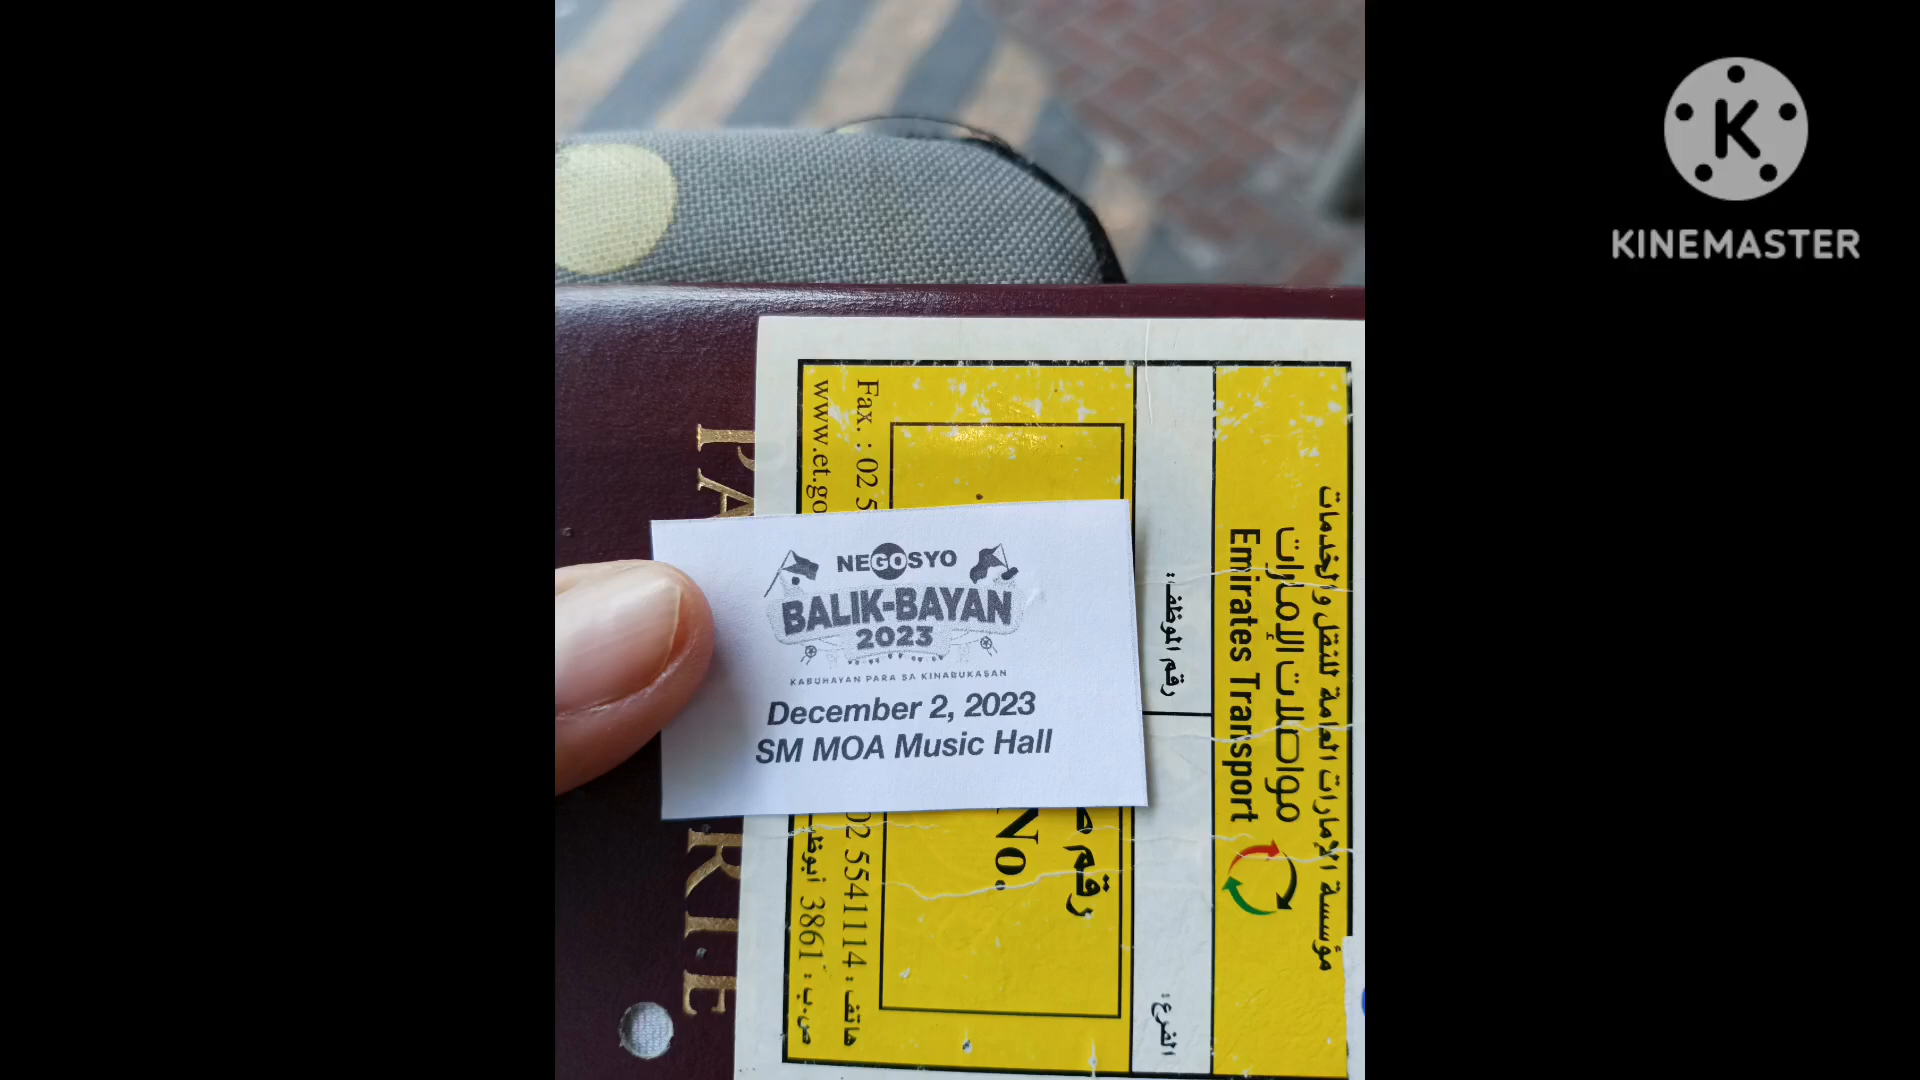 KINEMASTER
NEGOSYO
BALIK-BAYAN
2023
KABUHAYAN PARA SA KINABUKASAN
December 2, 2023
SM MOA Music Hall
مؤسسة الإمارات العامة للنقل والخدمات
مواصلات الإمارات
Emirates Transport
رقم الموظف:
الفرع:
No.
هاتف: 02 5541114
Fax. : 02 5
ص.ب: 3861 أبوظ
www.et.go